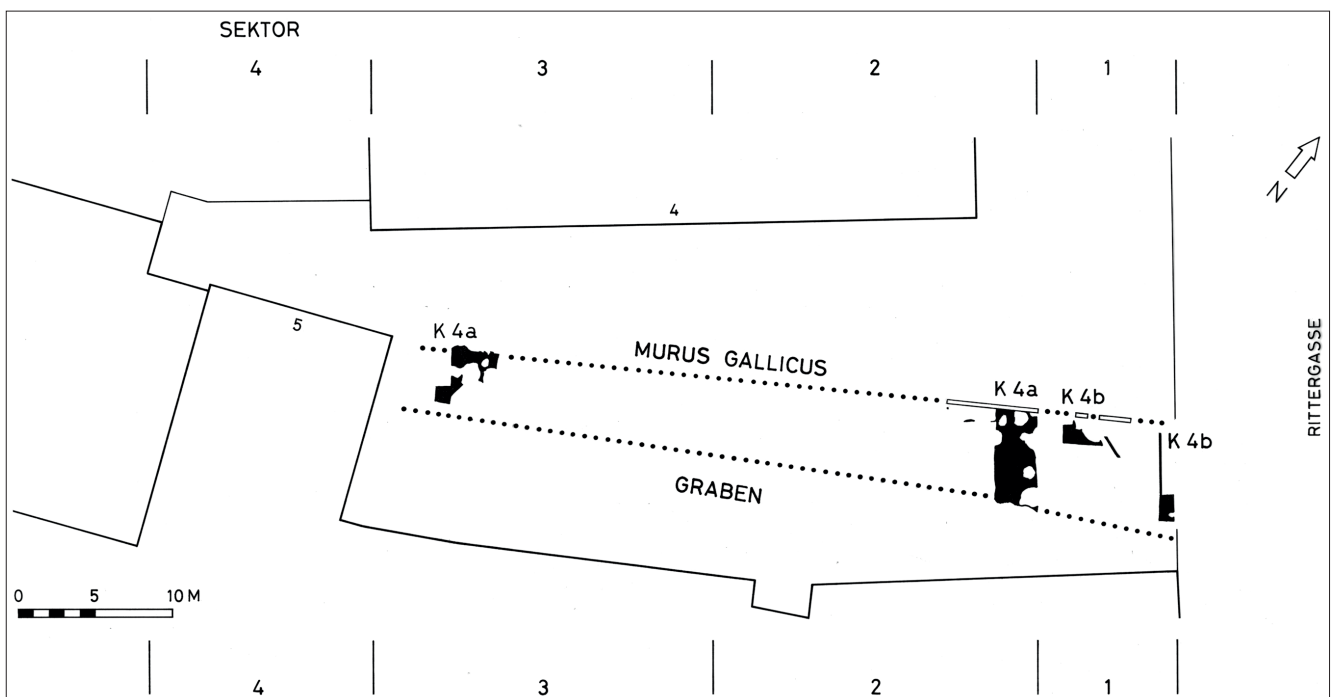 SEKTOR
4 3 2 1
N
4
5
K 4a
MURUS GALLICUS
K 4a
K 4b
RITTERGASSE
K 4b
GRABEN
0 5 10 M
4 3 2 1